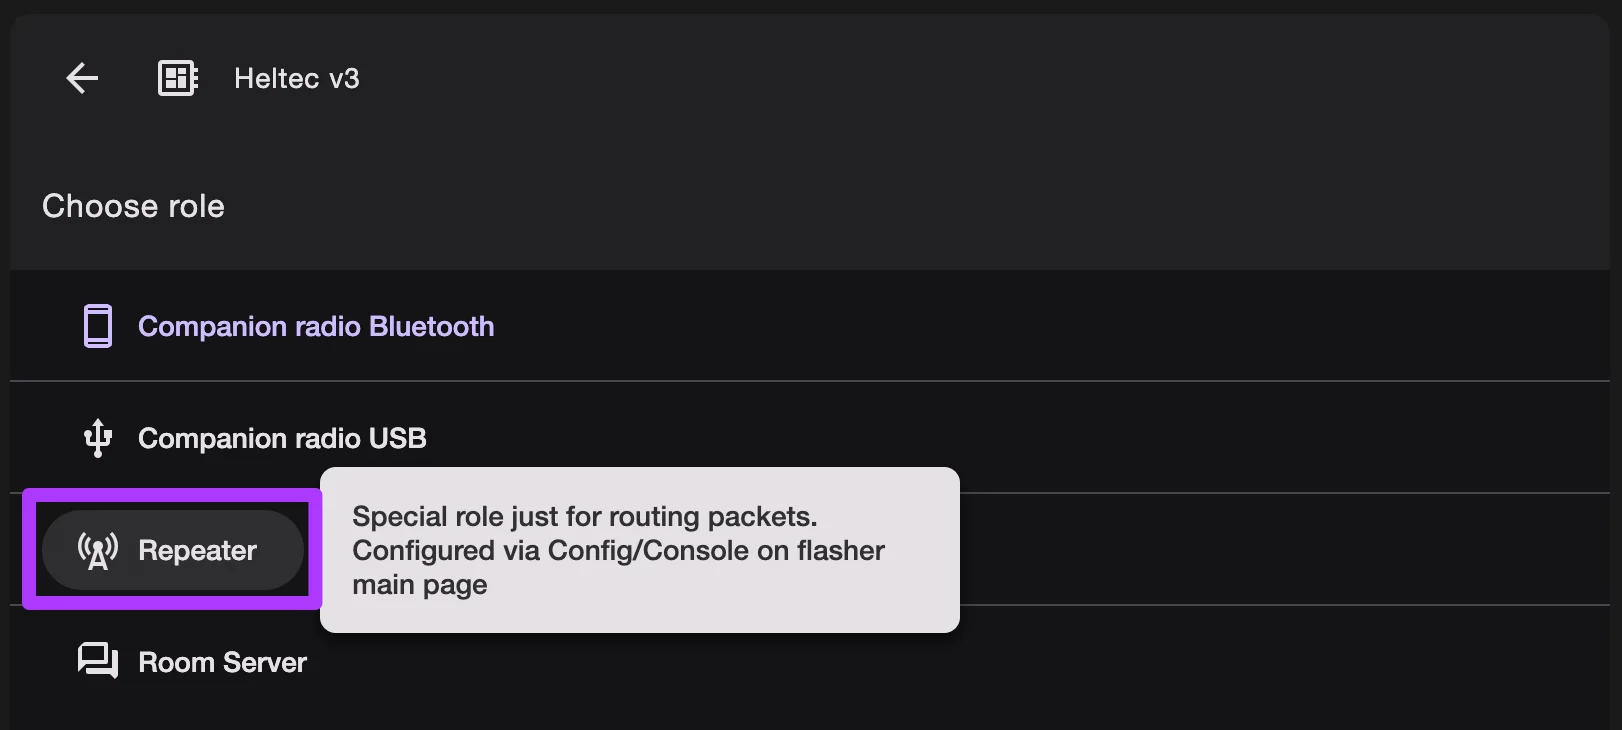 Heltec v3
Choose role
Companion radio Bluetooth
Companion radio USB
Repeater
Special role just for routing packets.
Configured via Config/Console on flasher
main page
Room Server